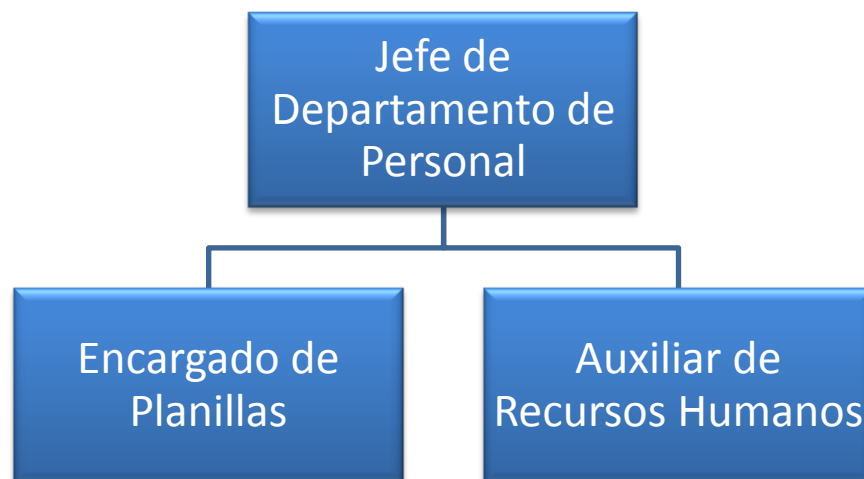 Jefe de
Departamento de
Personal
Encargado de
Planillas
Auxiliar de
Recursos Humanos